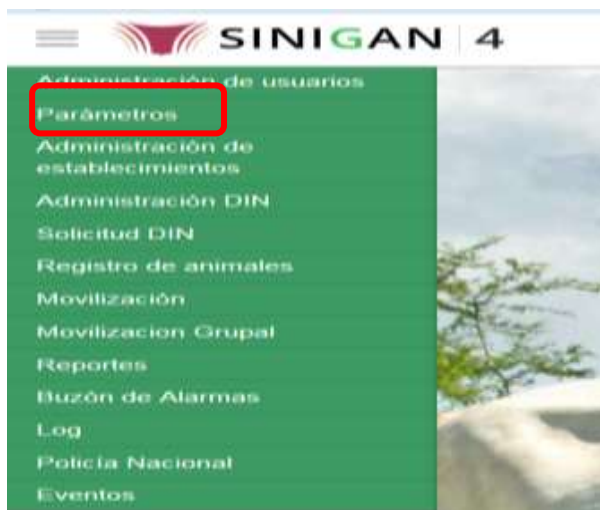 SINIGAN 4
Administración de usuarios
Parámetros
Administración de
establecimientos
Administración DIN
Solicitud DIN
Registro de animales
Movilización
Movilizacion Grupal
Reportes
Buzón de Alarmas
Log
Policía Nacional
Eventos